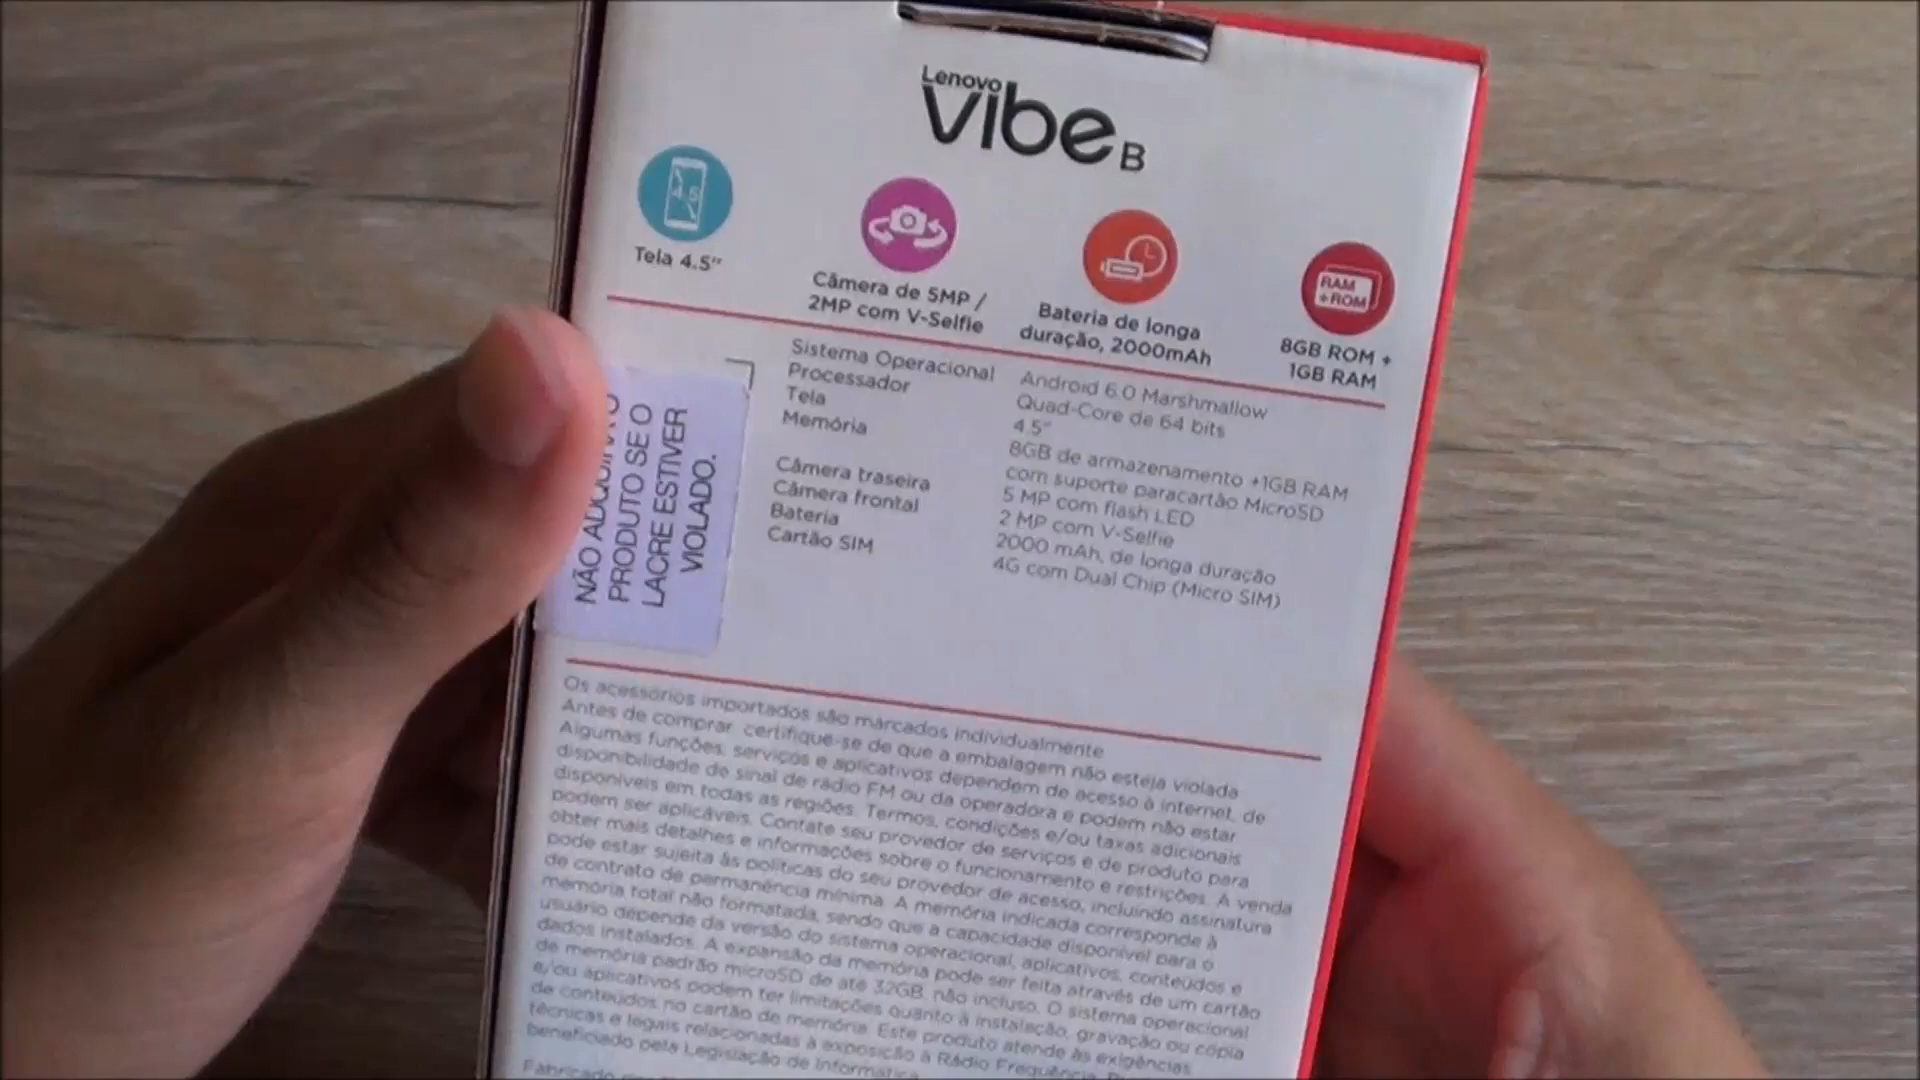 Lenovo
vibe B
4.5
RAM
+ROM
Tela 4.5"
Câmera de 5MP /
2MP com V-Selfie
Bateria de longa
duração, 2000mAh
8GB ROM +
1GB RAM
Sistema Operacional
Processador
Tela
Memória
Câmera traseira
Câmera frontal
Bateria
Cartão SIM
Android 6.0 Marshmallow
Quad-Core de 64 bits
4.5"
8GB de armazenamento +1GB RAM
com suporte paracartão MicroSD
5 MP com flash LED
2 MP com V-Selfie
2000 mAh, de longa duração
4G com Dual Chip (Micro SIM)
NÃO
PRODUTO SE O
LACRE ESTIVER
VIOLADO.
Os acessórios importados são marcados individualmente
Antes de comprar, certifique-se de que a embalagem não esteja violada
Algumas funções, serviços e aplicativos dependem de acesso à internet, de
disponibilidade de sinal de rádio FM ou da operadora e podem não estar
disponíveis em todas as regiões. Termos, condições e/ou taxas adicionais
podem ser aplicáveis. Contate seu provedor de serviços e de produto para
obter mais detalhes e informações sobre o funcionamento e restrições. A venda
pode estar sujeita às políticas do seu provedor de acesso, incluindo assinatura
de contrato de permanência mínima. A memória indicada corresponde à
memória total não formatada, sendo que a capacidade disponível para o
usuário depende da versão do sistema operacional, aplicativos, conteúdos e
dados instalados. A expansão da memória pode ser feita através de um cartão
de memória padrão microSD de até 32GB, não incluso. O sistema operacional
e/ou aplicativos podem ter limitações quanto à instalação, gravação ou cópia
de conteúdos no cartão de memória. Este produto atende às exigências
técnicas e legais relacionadas à exposição à Rádio Frequência.
beneficiado pela Legislação de Informática
Fabricado